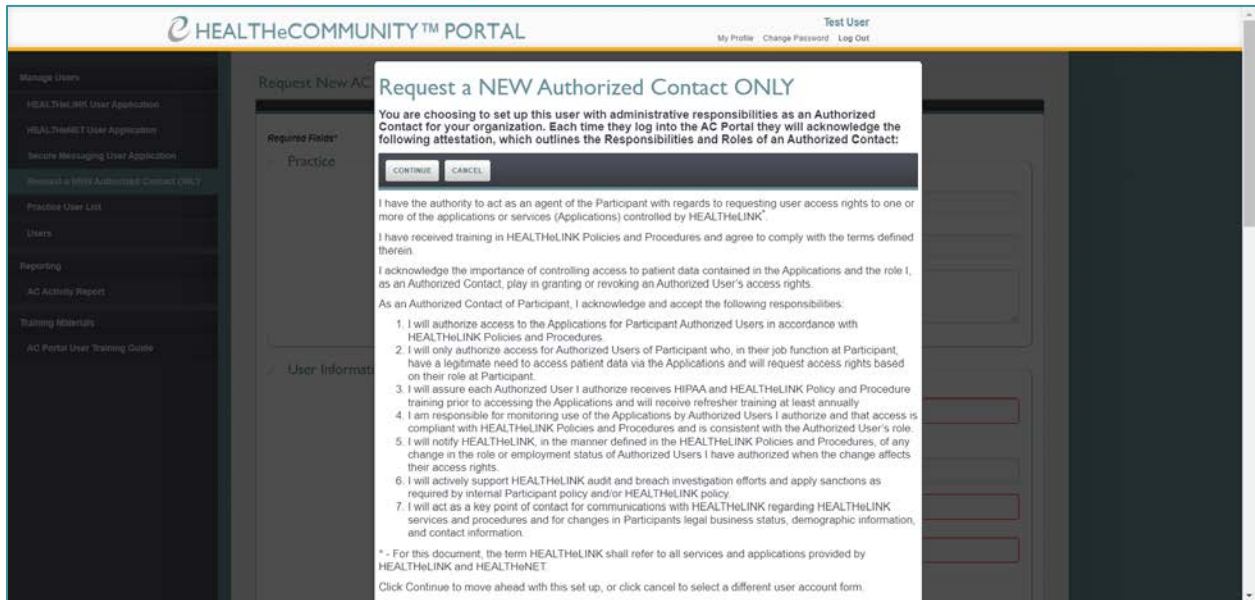 HEALTHeCOMMUNITY™ PORTAL
Test User
My Profile Change Password Log Out
Manage Users
HEALTHeLINK User Application
HEALTHeNET User Application
Secure Messaging User Application
Request a NEW Authorized Contact ONLY
Practice User List
Users
Reporting
AC Activity Report
Training Materials
AC Portal User Training Guide
Request New AC
Required Fields*
Practice
User Informat
Request a NEW Authorized Contact ONLY
You are choosing to set up this user with administrative responsibilities as an Authorized
Contact for your organization. Each time they log into the AC Portal they will acknowledge the
following attestation, which outlines the Responsibilities and Roles of an Authorized Contact:
CONTINUE CANCEL
I have the authority to act as an agent of the Participant with regards to requesting user access rights to one or
more of the applications or services (Applications) controlled by HEALTHeLINK*.
I have received training in HEALTHeLINK Policies and Procedures and agree to comply with the terms defined
therein.
I acknowledge the importance of controlling access to patient data contained in the Applications and the role I,
as an Authorized Contact, play in granting or revoking an Authorized User's access rights.
As an Authorized Contact of Participant, I acknowledge and accept the following responsibilities:
1. I will authorize access to the Applications for Participant Authorized Users in accordance with
HEALTHeLINK Policies and Procedures.
2. I will only authorize access for Authorized Users of Participant who, in their job function at Participant,
have a legitimate need to access patient data via the Applications and will request access rights based
on their role at Participant.
3. I will assure each Authorized User I authorize receives HIPAA and HEALTHeLINK Policy and Procedure
training prior to accessing the Applications and will receive refresher training at least annually
4. I am responsible for monitoring use of the Applications by Authorized Users I authorize and that access is
compliant with HEALTHeLINK Policies and Procedures and is consistent with the Authorized User's role.
5. I will notify HEALTHeLINK, in the manner defined in the HEALTHeLINK Policies and Procedures, of any
change in the role or employment status of Authorized Users I have authorized when the change affects
their access rights.
6. I will actively support HEALTHeLINK audit and breach investigation efforts and apply sanctions as
required by internal Participant policy and/or HEALTHeLINK policy.
7. I will act as a key point of contact for communications with HEALTHeLINK regarding HEALTHeLINK
services and procedures and for changes in Participants legal business status, demographic information,
and contact information.
* - For this document, the term HEALTHeLINK shall refer to all services and applications provided by
HEALTHeLINK and HEALTHeNET.
Click Continue to move ahead with this set up, or click cancel to select a different user account form.